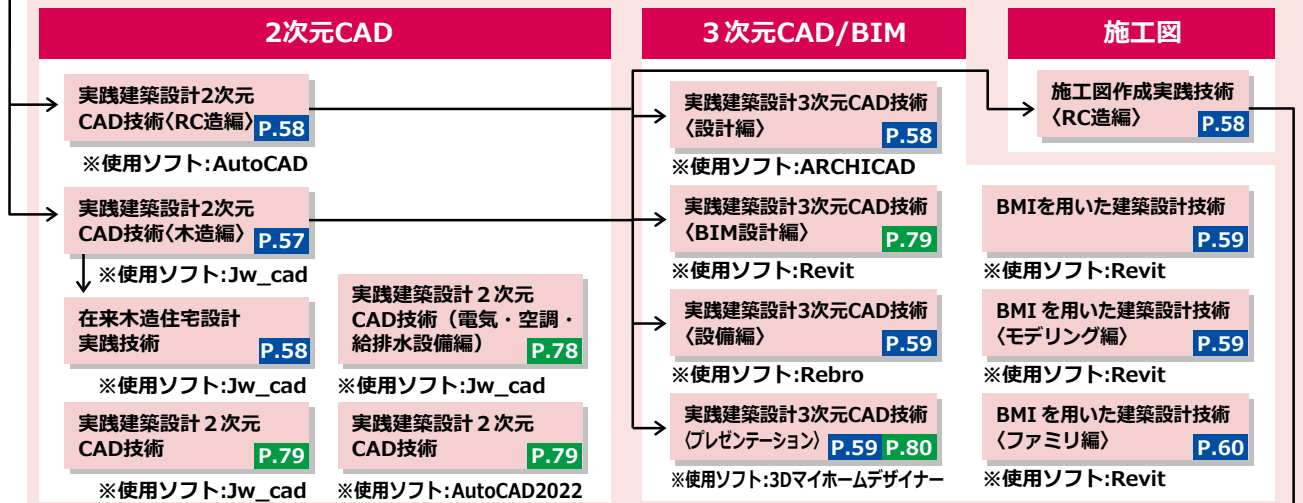 2次元CAD
実践建築設計2次元
CAD技術〈RC造編〉
P.58
※使用ソフト:AutoCAD
実践建築設計2次元
CAD技術〈木造編〉
P.57
※使用ソフト:Jw_cad
在来木造住宅設計
実践技術
P.58
※使用ソフト:Jw_cad
実践建築設計２次元
CAD技術（電気・空調・
給排水設備編）
P.78
※使用ソフト:Jw_cad
実践建築設計２次元
CAD技術
P.79
※使用ソフト:Jw_cad
実践建築設計２次元
CAD技術
P.79
※使用ソフト:AutoCAD2022
３次元CAD/BIM
実践建築設計3次元CAD技術
〈設計編〉
P.58
※使用ソフト:ARCHICAD
実践建築設計3次元CAD技術
〈BIM設計編〉
P.79
※使用ソフト:Revit
実践建築設計3次元CAD技術
〈設備編〉
P.59
※使用ソフト:Rebro
実践建築設計3次元CAD技術
〈プレゼンテーション〉
P.59 P.80
※使用ソフト:3Dマイホームデザイナー
施工図
施工図作成実践技術
〈RC造編〉
P.58
BMIを用いた建築設計技術
P.59
※使用ソフト:Revit
BMI を用いた建築設計技術
〈モデリング編〉
P.59
※使用ソフト:Revit
BMI を用いた建築設計技術
〈ファミリ編〉
P.60
※使用ソフト:Revit